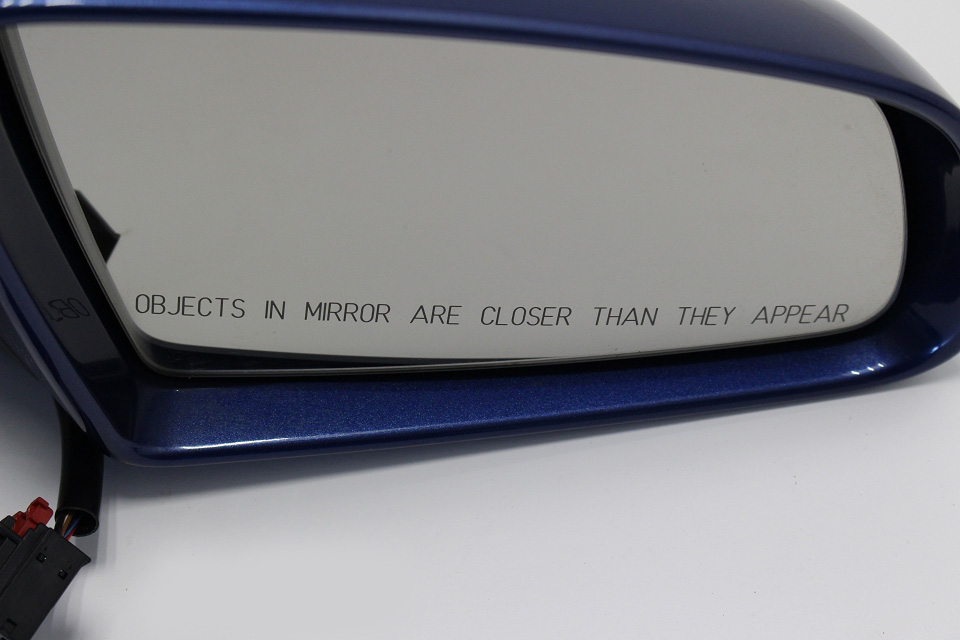 OBJECTS IN MIRROR ARE CLOSER THAN THEY APPEAR